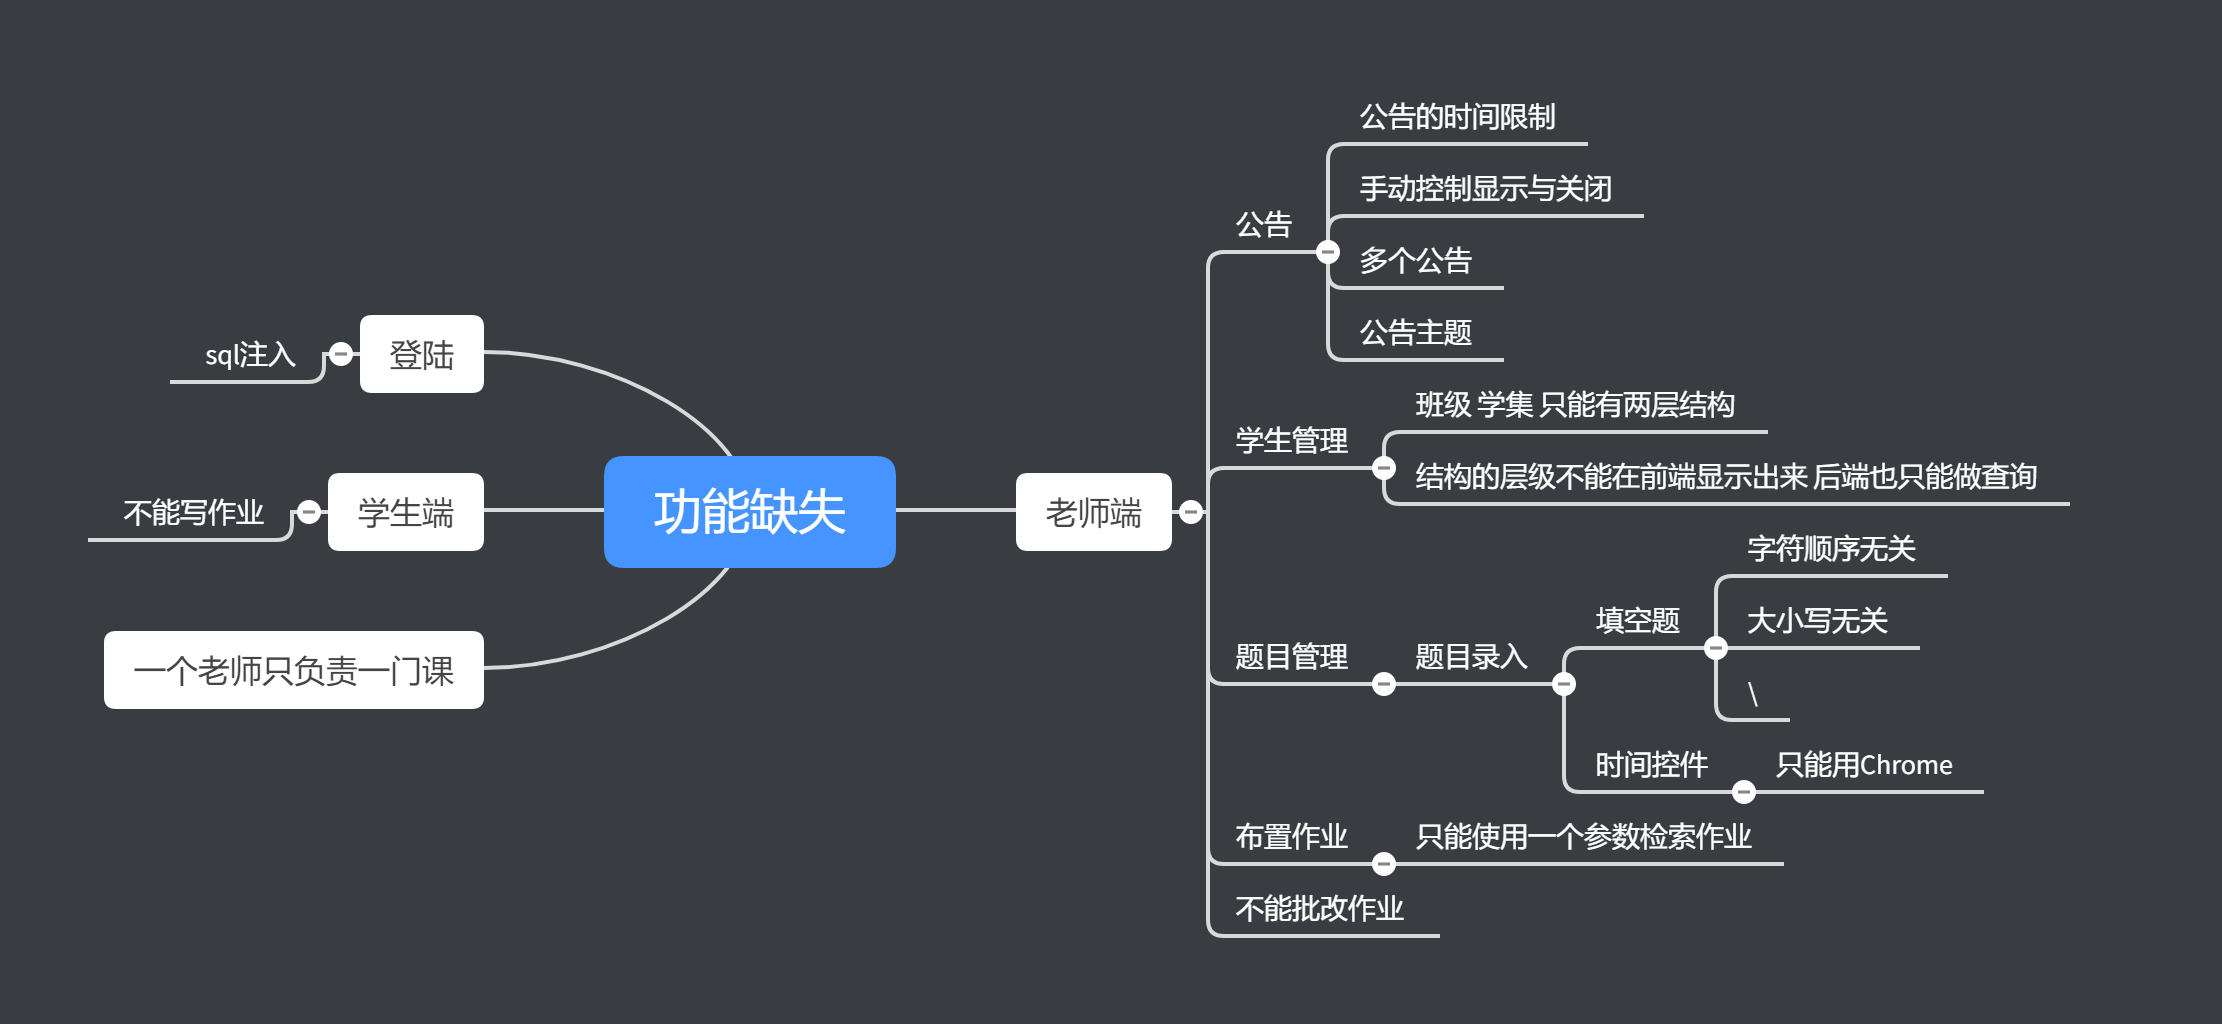 功能缺失
登陆
sql注入
学生端
不能写作业
一个老师只负责一门课
老师端
公告
公告的时间限制
手动控制显示与关闭
多个公告
公告主题
学生管理
班级 学集 只能有两层结构
结构的层级不能在前端显示出来 后端也只能做查询
题目管理
题目录入
填空题
字符顺序无关
大小写无关
\
时间控件
只能用Chrome
布置作业
只能使用一个参数检索作业
不能批改作业